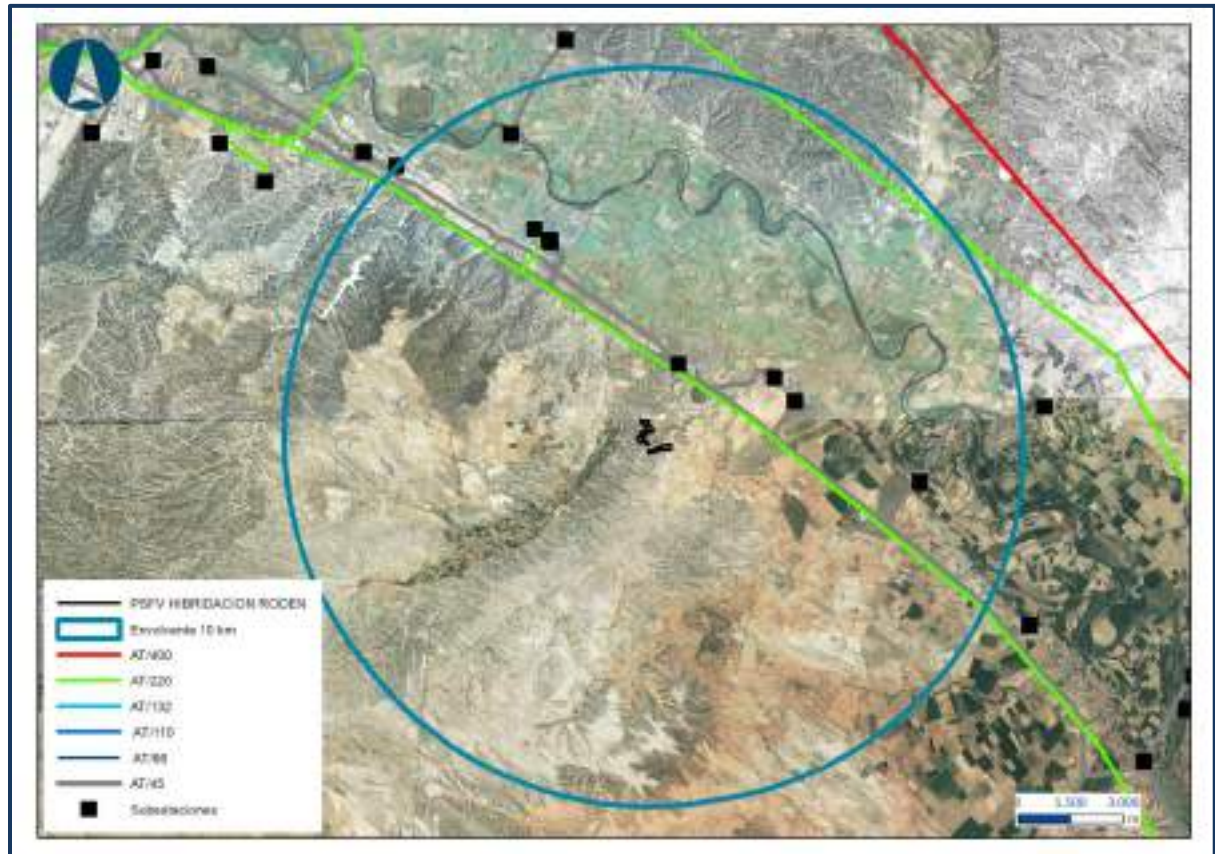 PSFV HIBRIDACION RODEN
Envolvente 10 km
AT/400
AT/220
AT/132
AT/110
AT/66
AT/45
Subestaciones
0 1.500 3.000
m